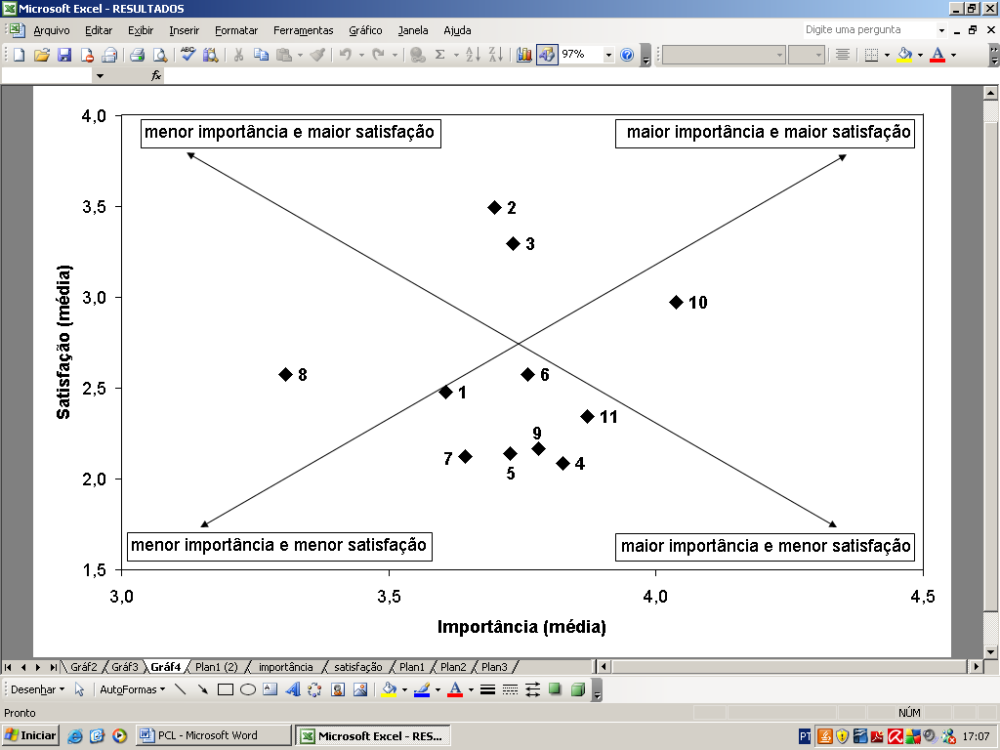 Microsoft Excel - RESULTADOS
Arquivo Editar Exibir Inserir Formatar Ferramentas Gráfico Janela Ajuda Digite uma pergunta
97%
fx
4,0
menor importância e maior satisfação
maior importância e maior satisfação
3,5
2
3
3,0
10
Satisfação (média)
8
6
2,5
1
11
9
7
4
2,0
5
menor importância e menor satisfação
maior importância e menor satisfação
1,5
3,0 3,5 4,0 4,5
Importância (média)
Gráf2 Gráf3 Gráf4 Plan1 (2) importância satisfação Plan1 Plan2 Plan3
Desenhar AutoFormas
Pronto NÚM
Iniciar PCL - Microsoft Word Microsoft Excel - RES... PT 17:07